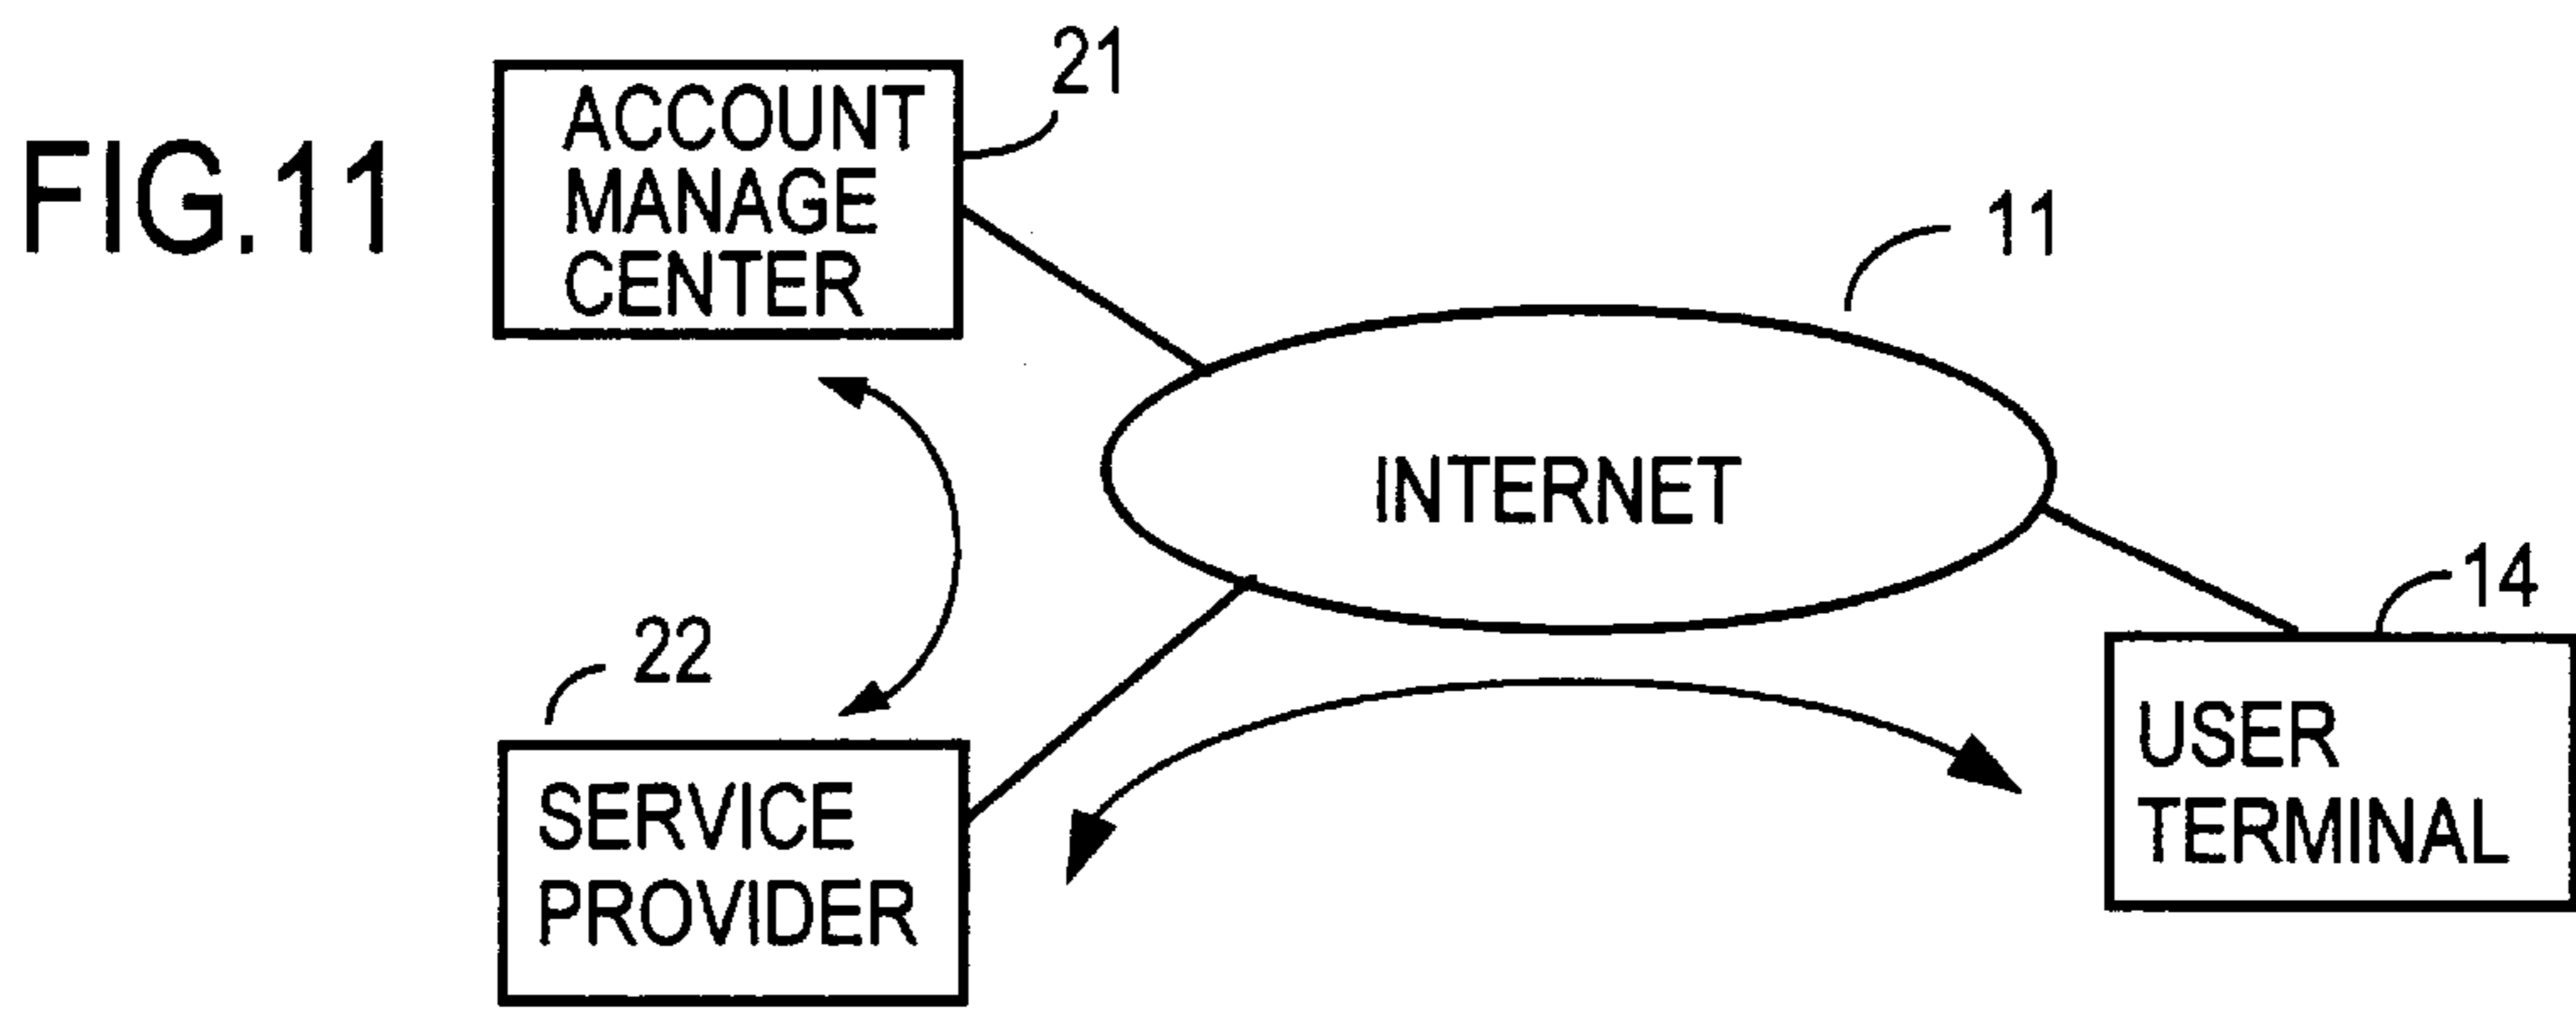 FIG.11
ACCOUNT
MANAGE
CENTER
21
11
INTERNET
14
USER
TERMINAL
22
SERVICE
PROVIDER